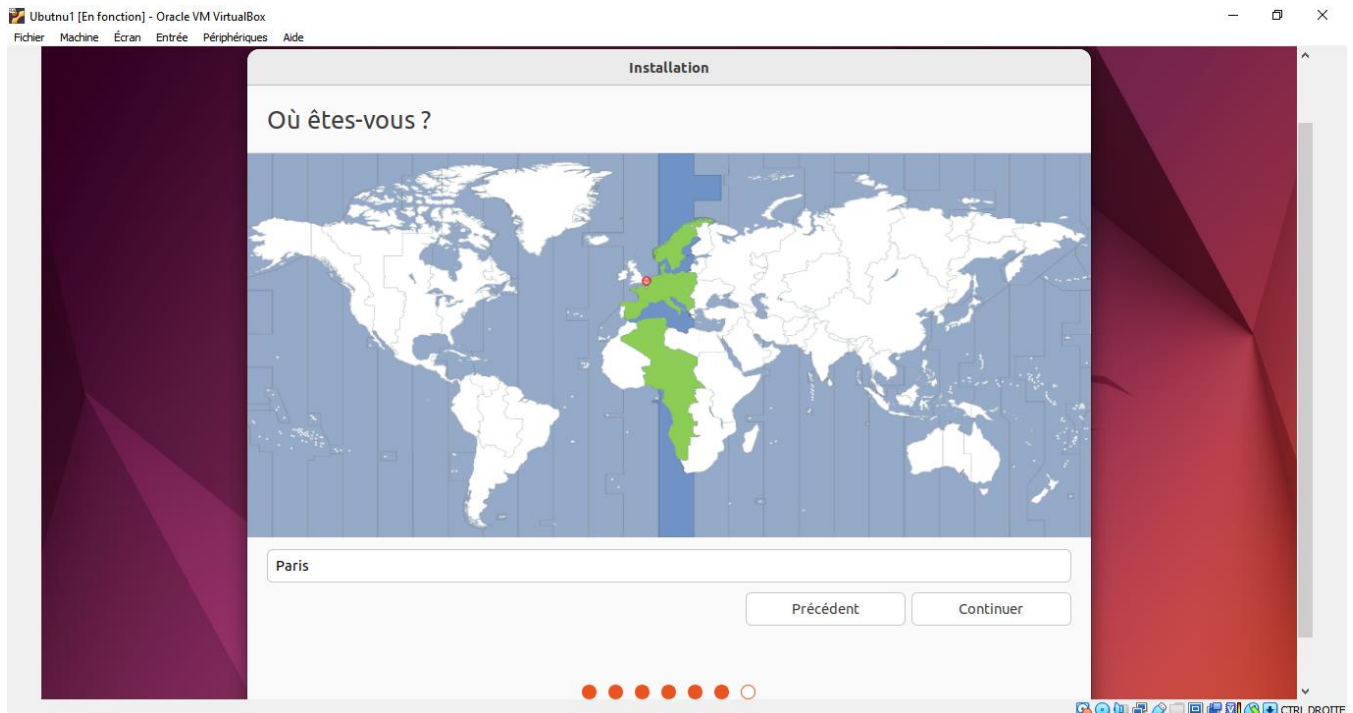 Ubutnu1 [En fonction] - Oracle VM VirtualBox
Fichier Machine Écran Entrée Périphériques Aide
Installation
Où êtes-vous ?
Paris
Précédent Continuer
CTRL DROITE